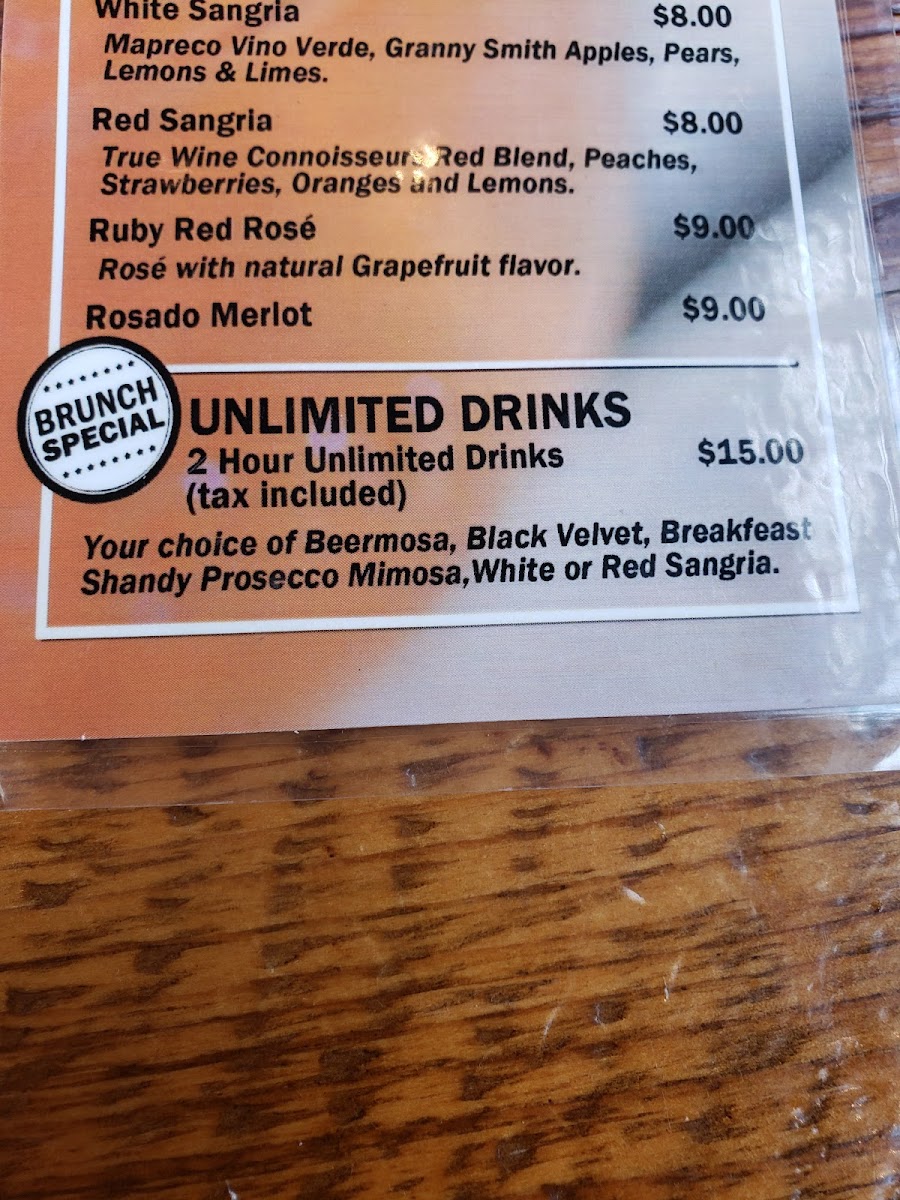 White Sangria $8.00
Mapreco Vino Verde, Granny Smith Apples, Pears,
Lemons & Limes.
Red Sangria $8.00
True Wine Connoisseurs Red Blend, Peaches,
Strawberries, Oranges and Lemons.
Ruby Red Rosé $9.00
Rosé with natural Grapefruit flavor.
Rosado Merlot $9.00
BRUNCH
SPECIAL
UNLIMITED DRINKS
2 Hour Unlimited Drinks $15.00
(tax included)
Your choice of Beermosa, Black Velvet, Breakfeast
Shandy Prosecco Mimosa,White or Red Sangria.